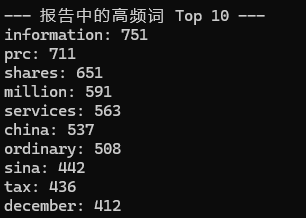 --- 报告中的高频词 Top 10 ---
information: 751
prc: 711
shares: 651
million: 591
services: 563
china: 537
ordinary: 508
sina: 442
tax: 436
december: 412